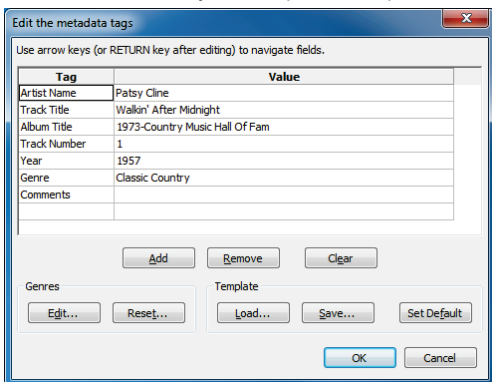 Edit the metadata tags
Use arrow keys (or RETURN key after editing) to navigate fields.
Tag Value
Artist Name Patsy Cline
Track Title Walkin' After Midnight
Album Title 1973-Country Music Hall Of Fam
Track Number 1
Year 1957
Genre Classic Country
Comments
Add Remove Clear
Genres Template
Edit... Reset... Load... Save... Set Default
OK Cancel